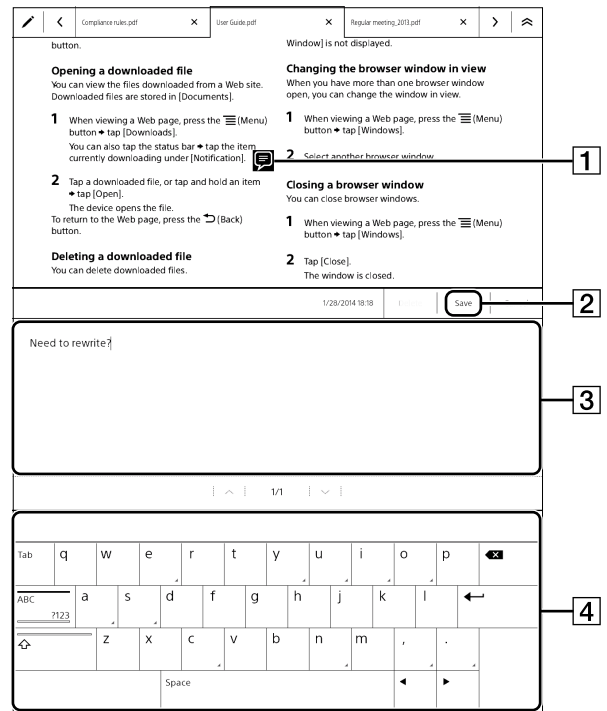 Compliance rules.pdf
User Guide.pdf
Regular meeting_2013.pdf
button.
Opening a downloaded file
You can view the files downloaded from a Web site.
Downloaded files are stored in [Documents].
1 When viewing a Web page, press the (Menu)
button → tap [Downloads].
You can also tap the status bar → tap the item
currently downloading under [Notification].
2 Tap a downloaded file, or tap and hold an item
→ tap [Open].
The device opens the file.
To return to the Web page, press the (Back)
button.
Deleting a downloaded file
You can delete downloaded files.
Window] is not displayed.
Changing the browser window in view
When you have more than one browser window
open, you can change the window in view.
1 When viewing a Web page, press the (Menu)
button → tap [Windows].
2 Select another browser window
Closing a browser window
You can close browser windows.
1 When viewing a Web page, press the (Menu)
button → tap [Windows].
2 Tap [Close].
The window is closed.
1
1/28/2014 18:18
Save
2
Need to rewrite?
3
1/1
Tab q w e r t y u i o p
ABC
?123
a s d f g h j k l
z x c v b n m , .
Space
4